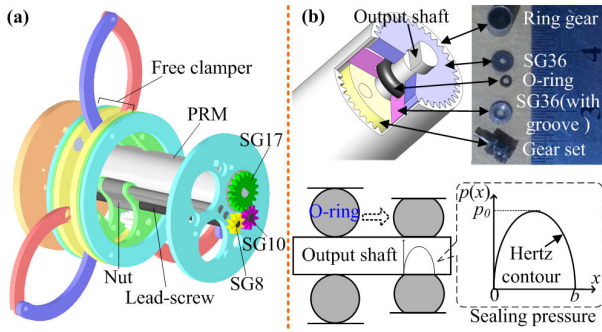 (a)
Free clamper
PRM
SG17
SG10
SG8
Nut
Lead-screw
(b)
Output shaft
Ring gear
SG36
O-ring
SG36(with
groove )
Gear set
O-ring
Output shaft
p(x)
p₀
Hertz
contour
0
b
x
Sealing pressure